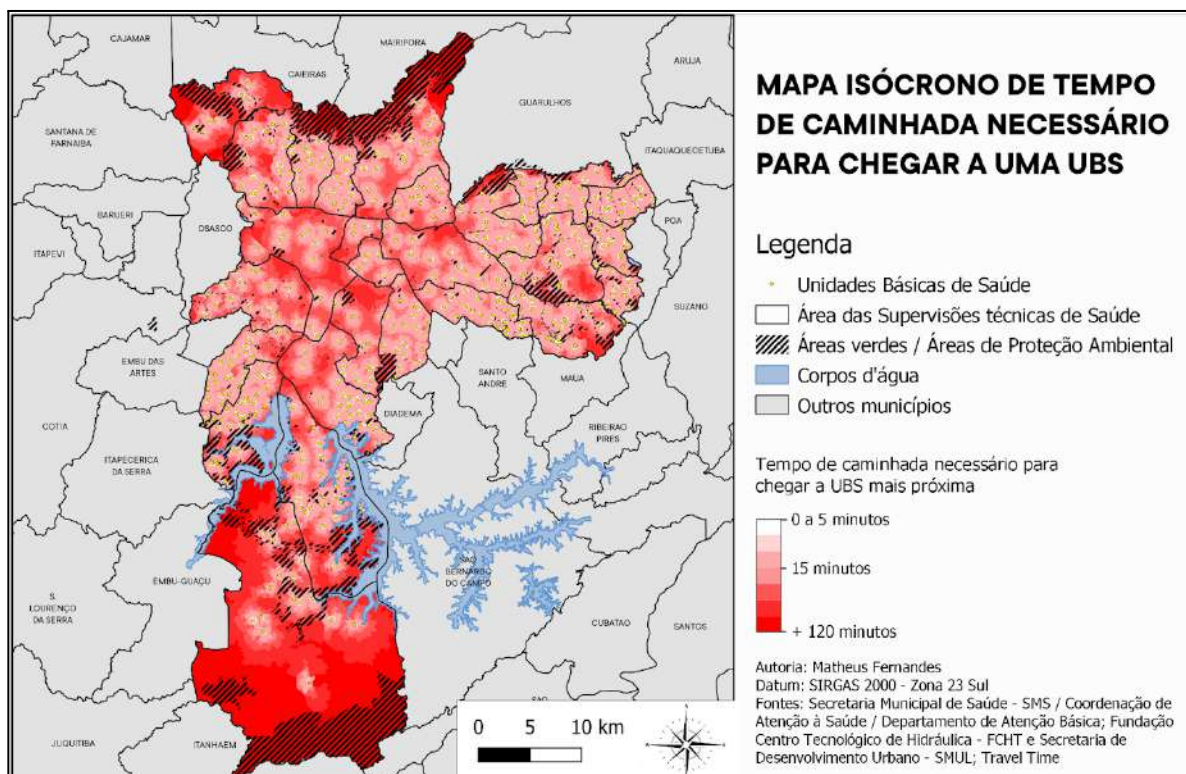 CAJAMAR
MAIRIPORA
CAIEIRAS
ARUJA
GUARULHOS
SANTANA DE
PARNAIBA
ITAQUAQUECETUBA
BARUERI
OSASCO
POA
ITAPEVI
SUZANO
EMBU DAS
ARTES
SANTO
ANDRE
MAUA
COTIA
DIADEMA
RIBEIRAO
PIRES
ITAPECERICA
DA SERRA
EMBU-GUAÇU
SAO
BERNARDO
DO CAMPO
S.
LOURENÇO
DA SERRA
CUBATAO
SANTOS
SAO
JUQUITIBA
ITANHAÉM
0 5 10 km
MAPA ISÓCRONO DE TEMPO
DE CAMINHADA NECESSÁRIO
PARA CHEGAR A UMA UBS
Legenda
Unidades Básicas de Saúde
Área das Supervisões técnicas de Saúde
Áreas verdes / Áreas de Proteção Ambiental
Corpos d'água
Outros municípios
Tempo de caminhada necessário para
chegar a UBS mais próxima
0 a 5 minutos
15 minutos
+ 120 minutos
Autoria: Matheus Fernandes
Datum: SIRGAS 2000 - Zona 23 Sul
Fontes: Secretaria Municipal de Saúde - SMS / Coordenação de
Atenção à Saúde / Departamento de Atenção Básica; Fundação
Centro Tecnológico de Hidráulica - FCHT e Secretaria de
Desenvolvimento Urbano - SMUL; Travel Time